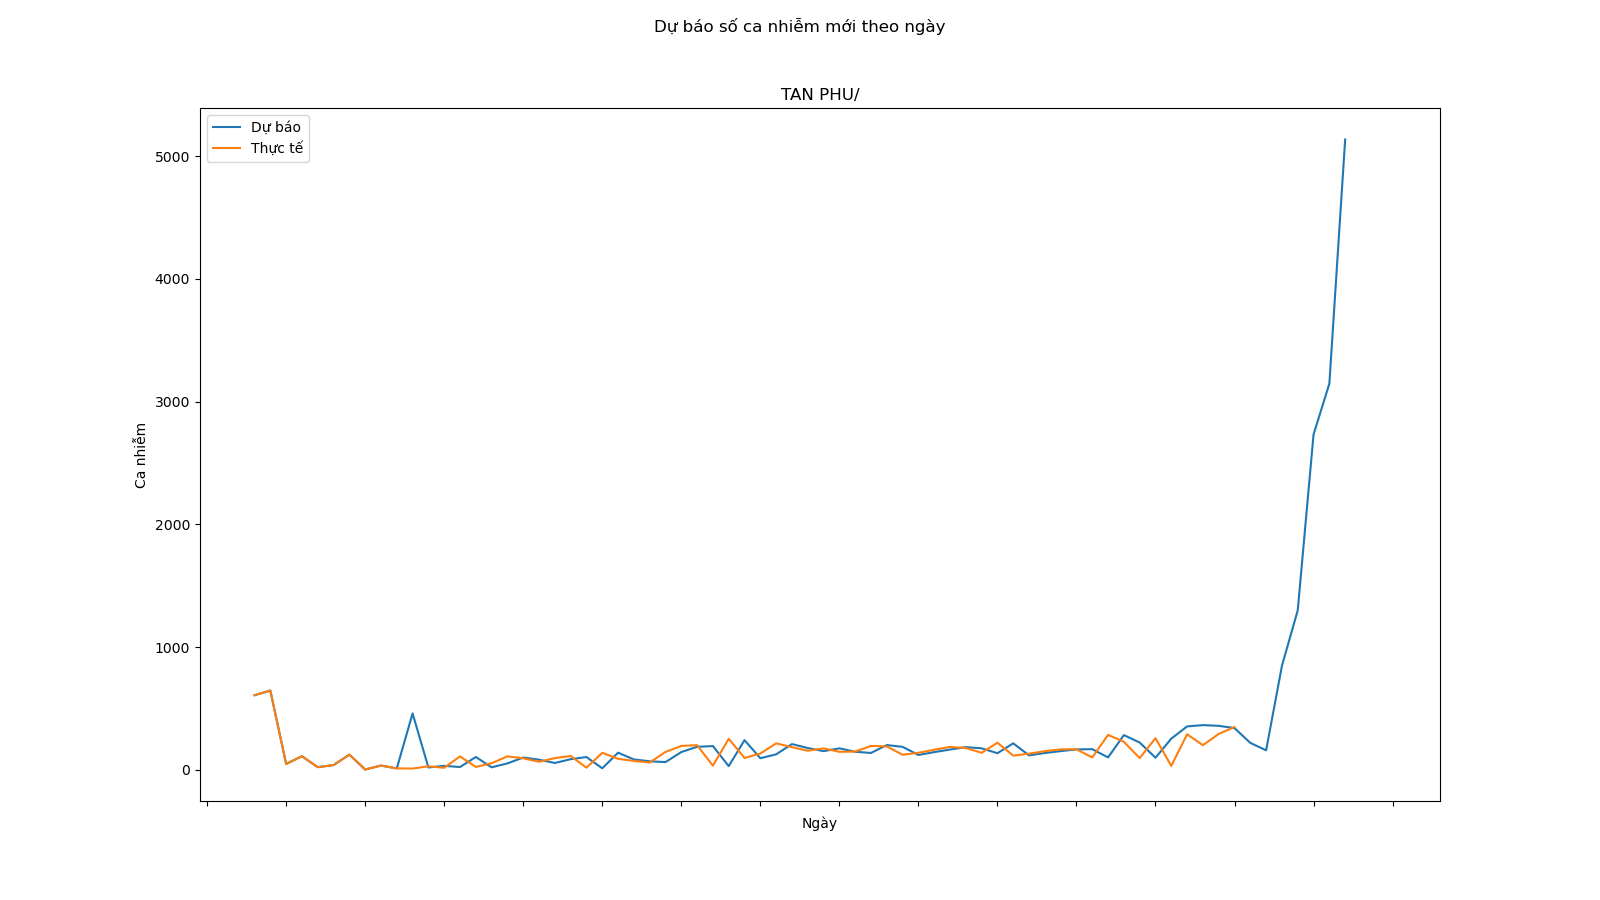 Dự báo số ca nhiễm mới theo ngày
TAN PHU/
Dự báo
Thực tế
5000
4000
3000
2000
1000
0
Ca nhiễm
Ngày